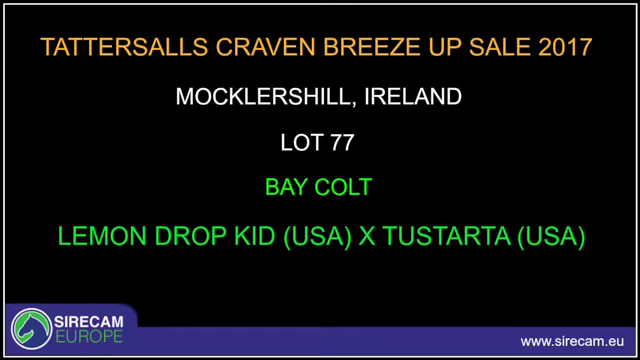 TATTERSALLS CRAVEN BREEZE UP SALE 2017
MOCKLERSHILL, IRELAND
LOT 77
BAY COLT
LEMON DROP KID (USA) X TUSTARTA (USA)
SIRECAM
EUROPE
www.sirecam.eu